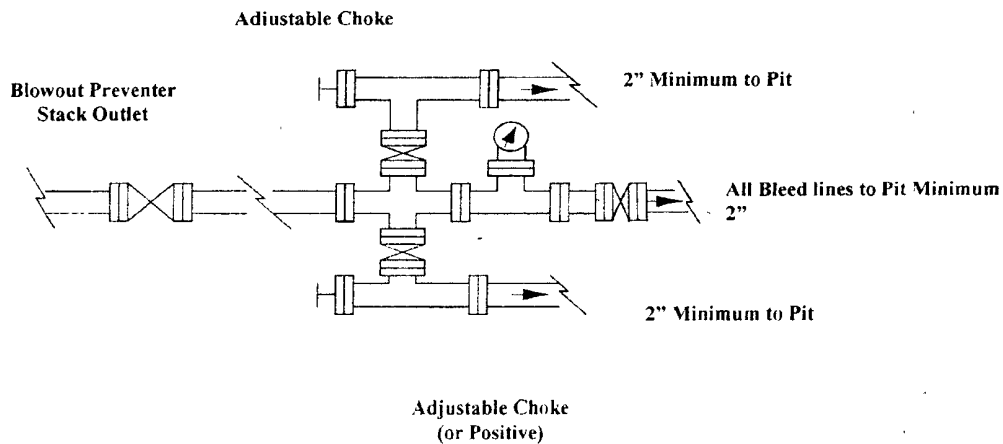 Adjustable Choke
2” Minimum to Pit
Blowout Preventer
Stack Outlet
All Bleed lines to Pit Minimum
2”
2” Minimum to Pit
Adjustable Choke
(or Positive)